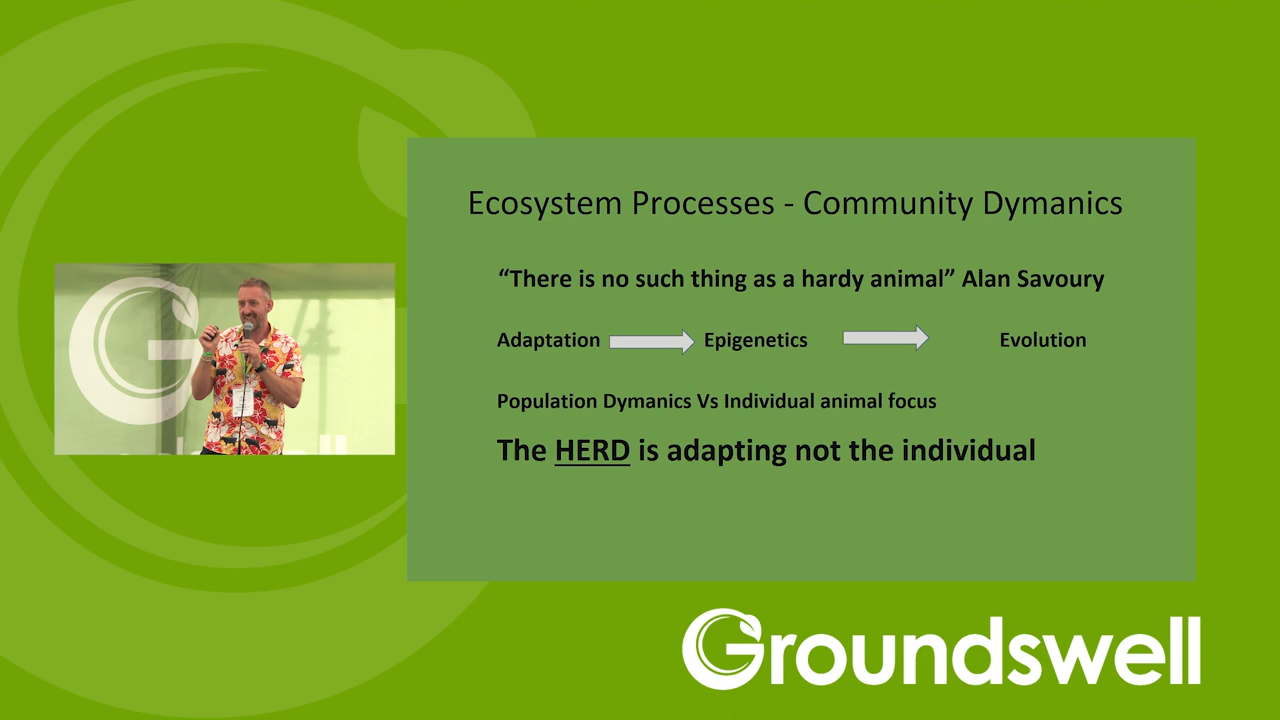 Ecosystem Processes - Community Dymanics
“There is no such thing as a hardy animal” Alan Savoury
Adaptation Epigenetics Evolution
Population Dymanics Vs Individual animal focus
The HERD is adapting not the individual
Groundswell